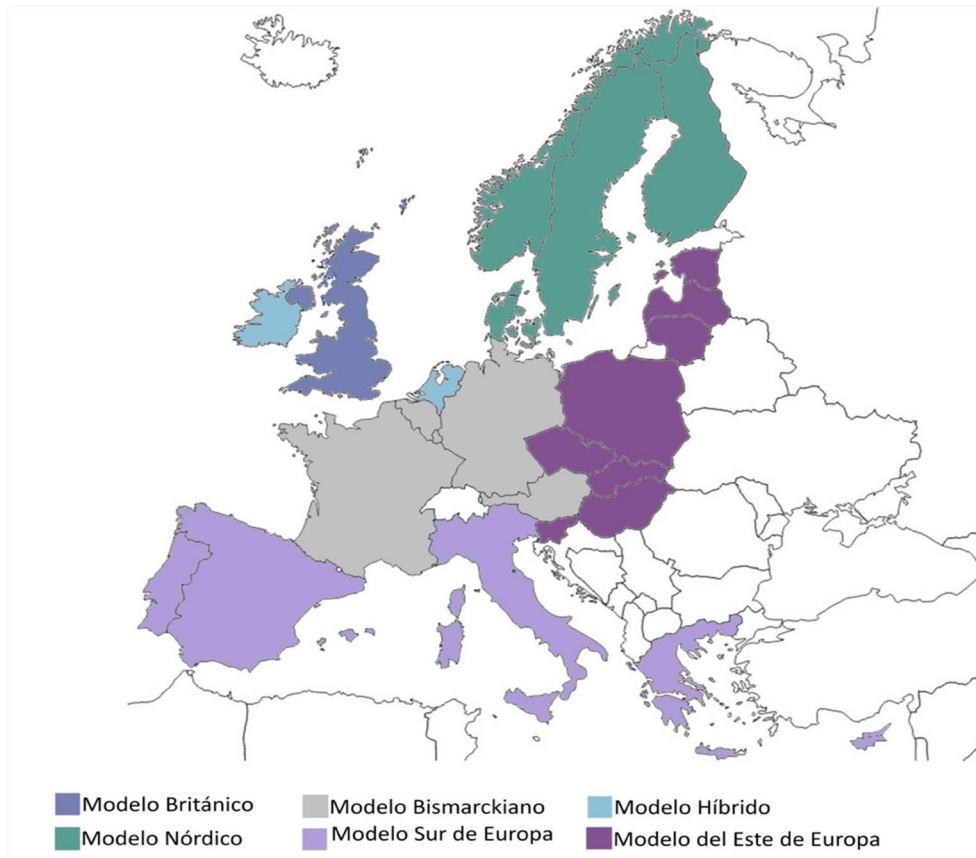 Modelo Británico
Modelo Bismarckiano
Modelo Híbrido
Modelo Nórdico
Modelo Sur de Europa
Modelo del Este de Europa